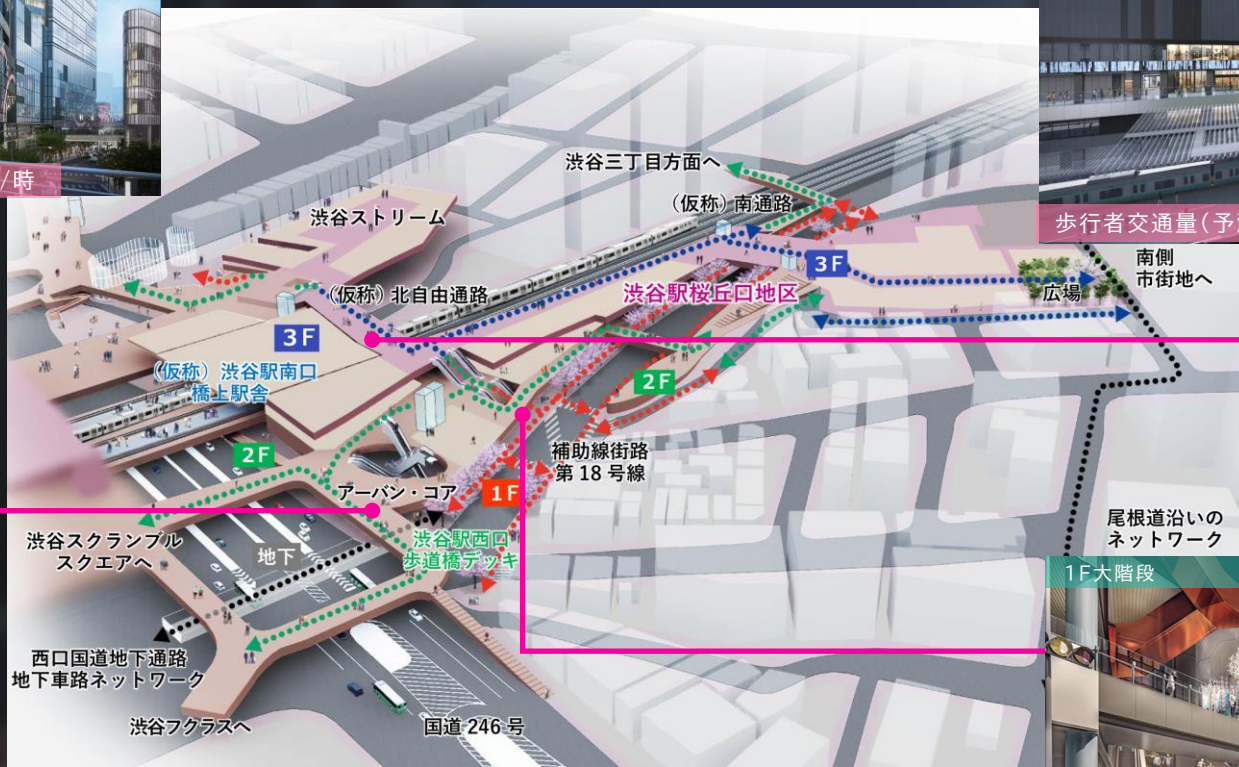 /時
歩行者交通量(予
渋谷三丁目方面へ
(仮称)南通路
渋谷ストリーム
南側
市街地へ
3F
広場
(仮称)北自由通路
渋谷駅桜丘口地区
3F
(仮称)渋谷駅南口
橋上駅舎
2F
補助線街路
第18号線
2F
アーバン・コア
1F
渋谷スクランブル
スクエアへ
地下
渋谷駅西口
歩道橋デッキ
尾根道沿いの
ネットワーク
1F大階段
西口国道地下通路
地下車路ネットワーク
渋谷フクラスへ
国道246号